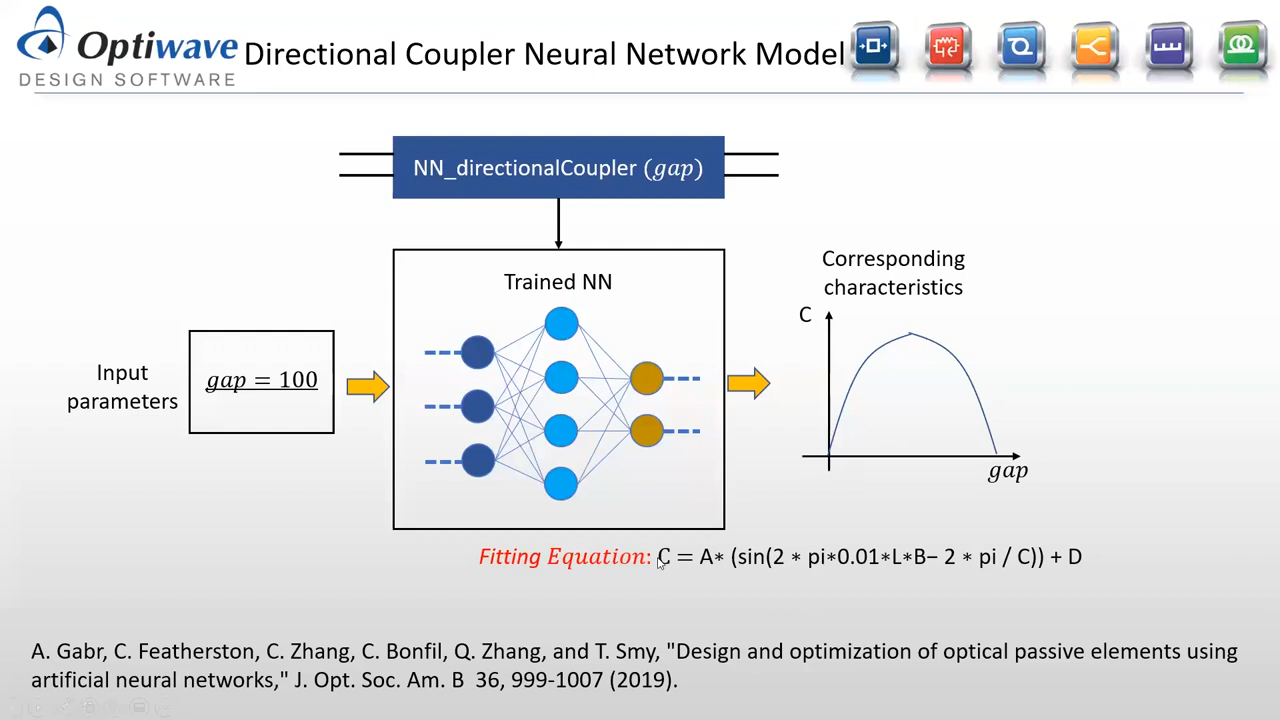 Optiwave
DESIGN SOFTWARE
Directional Coupler Neural Network Model
NN_directionalCoupler (gap)
Trained NN
Input
parameters
gap = 100
Corresponding
characteristics
C
gap
Fitting Equation: C = A∗ (sin(2 ∗ pi∗0.01∗L∗B− 2 ∗ pi / C)) + D
A. Gabr, C. Featherston, C. Zhang, C. Bonfil, Q. Zhang, and T. Smy, "Design and optimization of optical passive elements using
artificial neural networks," J. Opt. Soc. Am. B 36, 999-1007 (2019).